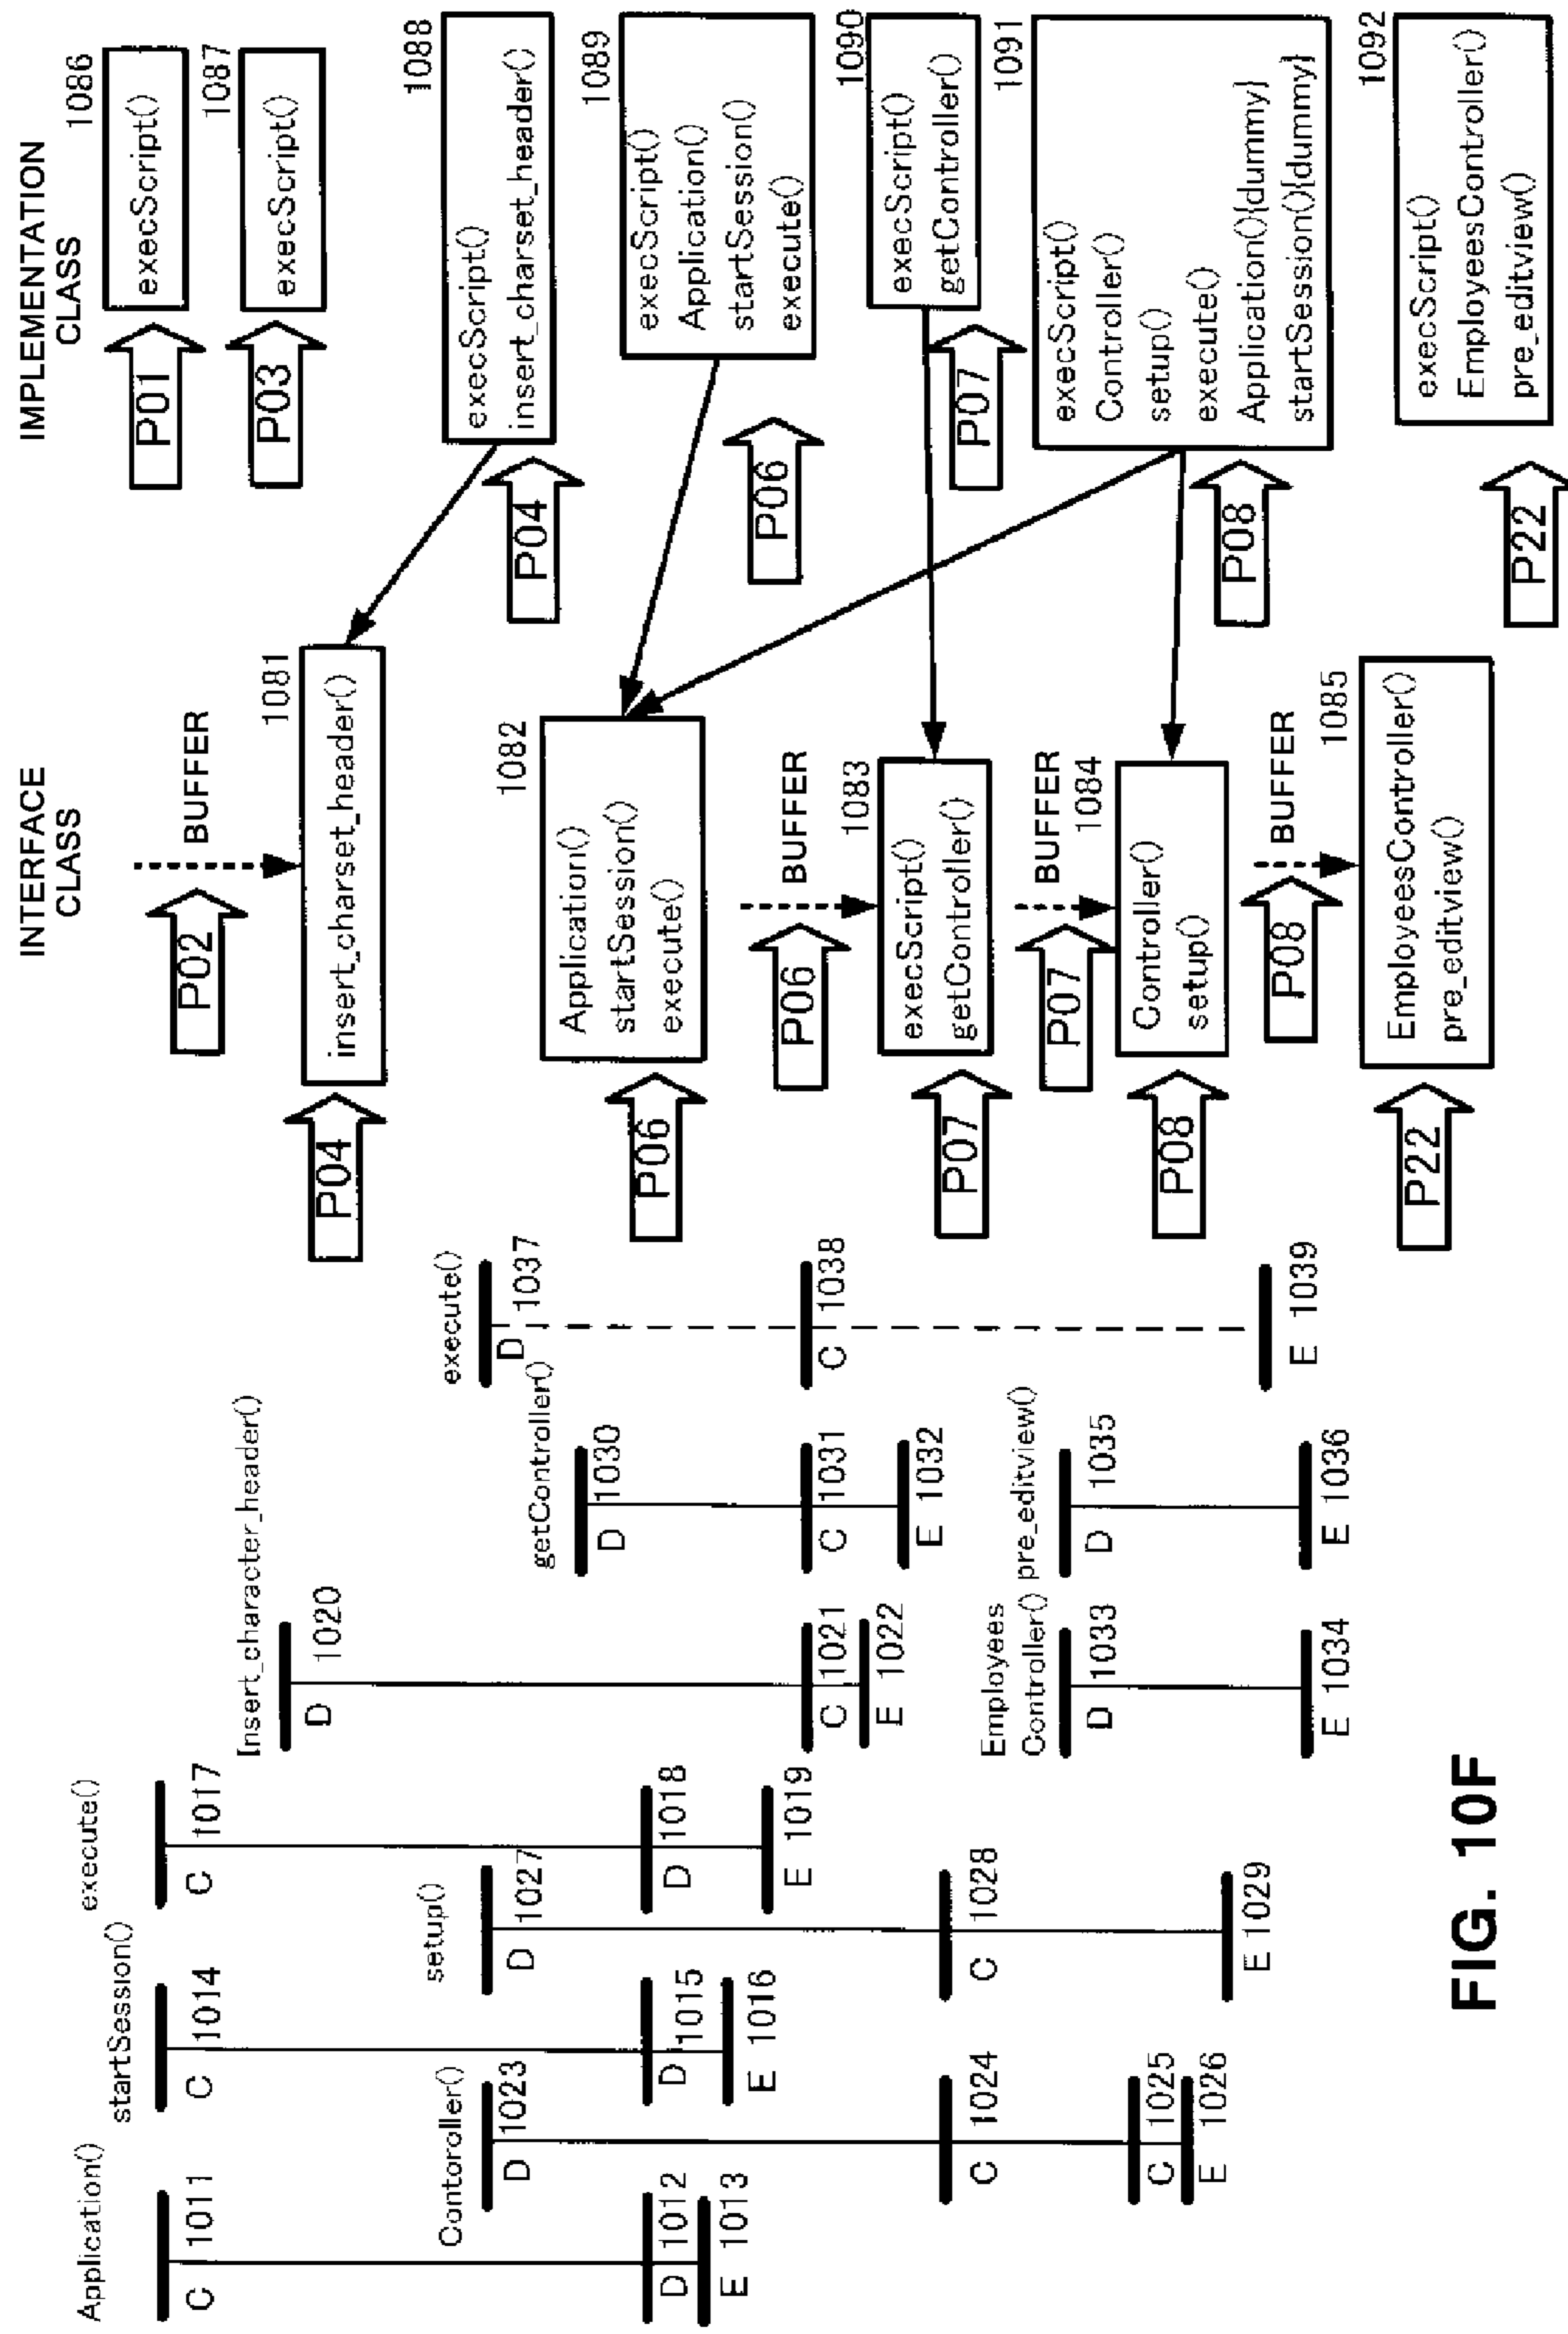 Application()
C 1011
D 1012
E 1013
startSession()
C 1014
D 1015
E 1016
execute()
C 1017
D 1018
E 1019
Contoroller()
D 1023
C 1024
C 1025
E 1026
setup()
D 1027
C 1028
E 1029
Insert_character_header()
D 1020
C 1021
E 1022
getController()
D 1030
C 1031
E 1032
execute()
D 1037
C 1038
E 1039
Employees
Controller()
D 1033
E 1034
pre_editview()
D 1035
E 1036
INTERFACE
CLASS
P02
BUFFER
P04
1081
insert_charset_header()
P06
1082
Application()
startSession()
execute()
P06
BUFFER
P07
1083
execScript()
getController()
P07
BUFFER
P08
1084
Controller()
setup()
P08
BUFFER
P22
1085
EmployeesController()
pre_editview()
IMPLEMENTATION
CLASS
P01
1086
execScript()
P03
1087
execScript()
P04
1088
execScript()
insert_charset_header()
P06
1089
execScript()
Application()
startSession()
execute()
P07
1090
execScript()
getController()
P08
1091
execScript()
Controller()
setup()
execute()
Application(){dummy}
startSession(){dummy}
P22
1092
execScript()
EmployeesController()
pre_editview()
FIG. 10F